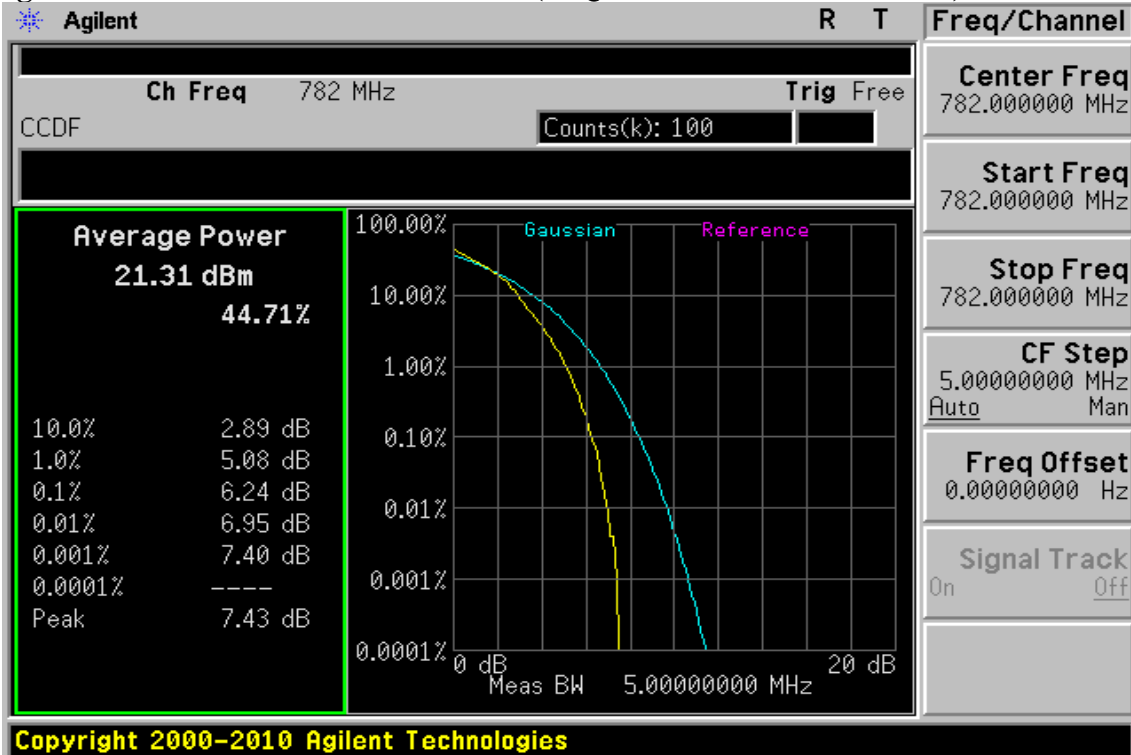 Agilent R T Freq/Channel
Ch Freq 782 MHz Trig Free
CCDF Counts(k): 100
Average Power
21.31 dBm
44.71%
10.0% 2.89 dB
1.0% 5.08 dB
0.1% 6.24 dB
0.01% 6.95 dB
0.001% 7.40 dB
0.0001% ----
Peak 7.43 dB
Gaussian Reference
100.00%
10.00%
1.00%
0.10%
0.01%
0.001%
0.0001%
0 dB 20 dB
Meas BW 5.00000000 MHz
Center Freq
782.000000 MHz
Start Freq
782.000000 MHz
Stop Freq
782.000000 MHz
CF Step
5.00000000 MHz
Auto Man
Freq Offset
0.00000000 Hz
Signal Track
On Off
Copyright 2000-2010 Agilent Technologies